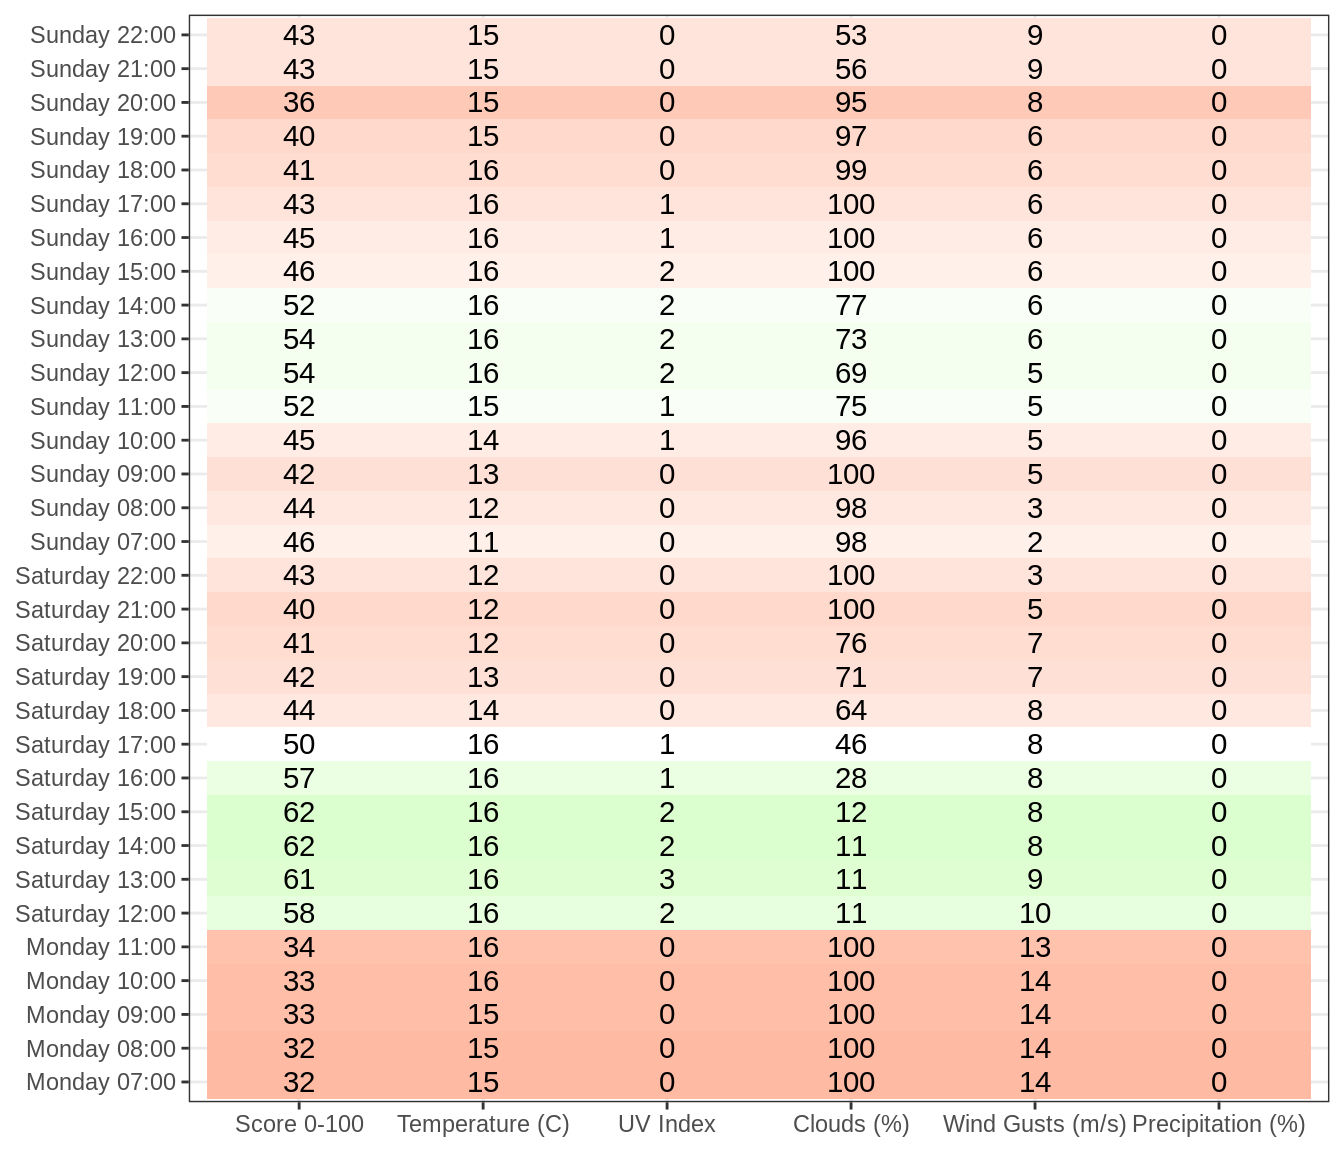 Sunday 22:00 43 15 0 53 9 0
Sunday 21:00 43 15 0 56 9 0
Sunday 20:00 36 15 0 95 8 0
Sunday 19:00 40 15 0 97 6 0
Sunday 18:00 41 16 0 99 6 0
Sunday 17:00 43 16 1 100 6 0
Sunday 16:00 45 16 1 100 6 0
Sunday 15:00 46 16 2 100 6 0
Sunday 14:00 52 16 2 77 6 0
Sunday 13:00 54 16 2 73 6 0
Sunday 12:00 54 16 2 69 5 0
Sunday 11:00 52 15 1 75 5 0
Sunday 10:00 45 14 1 96 5 0
Sunday 09:00 42 13 0 100 5 0
Sunday 08:00 44 12 0 98 3 0
Sunday 07:00 46 11 0 98 2 0
Saturday 22:00 43 12 0 100 3 0
Saturday 21:00 40 12 0 100 5 0
Saturday 20:00 41 12 0 76 7 0
Saturday 19:00 42 13 0 71 7 0
Saturday 18:00 44 14 0 64 8 0
Saturday 17:00 50 16 1 46 8 0
Saturday 16:00 57 16 1 28 8 0
Saturday 15:00 62 16 2 12 8 0
Saturday 14:00 62 16 2 11 8 0
Saturday 13:00 61 16 3 11 9 0
Saturday 12:00 58 16 2 11 10 0
Monday 11:00 34 16 0 100 13 0
Monday 10:00 33 16 0 100 14 0
Monday 09:00 33 15 0 100 14 0
Monday 08:00 32 15 0 100 14 0
Monday 07:00 32 15 0 100 14 0
Score 0-100 Temperature (C) UV Index Clouds (%) Wind Gusts (m/s) Precipitation (%)